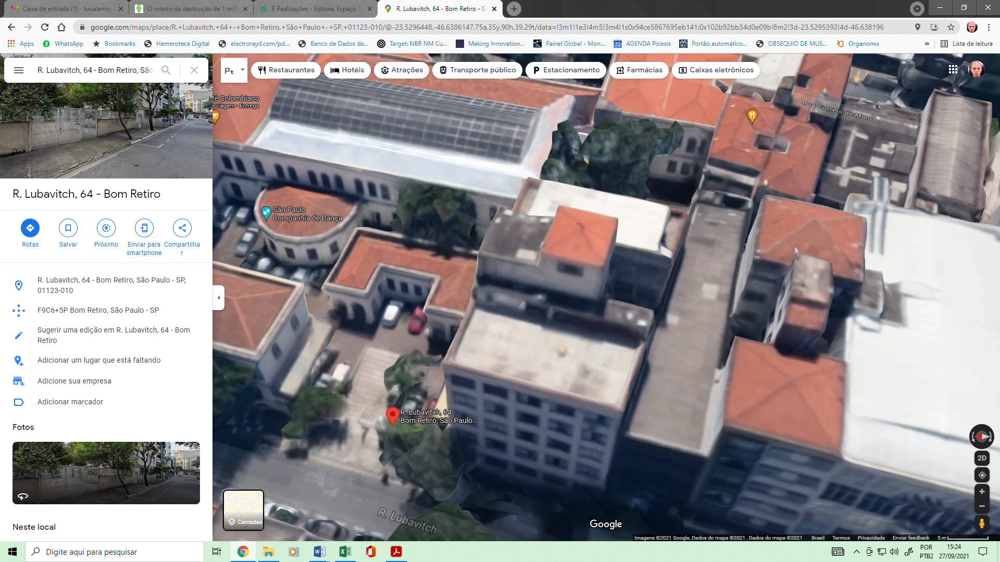 Caixa de entrada (1) - luisalemar
O roteiro da destruição de 1 mil
É Realizações - Editora, Espaço C
R. Lubavitch, 64 - Bom Retiro - G
google.com/maps/place/R.+Lubavitch,+64+-+Bom+Retiro,+São+Paulo+-+SP,+01123-010/@-23.5296448,-46.6386147,75a,35y,90h,39.29t/data=!3m1!1e3!4m5!3m4!1s0x94ce5867695eb141:0x102b92bb34d0e09b!8m2!3d-23.5295392!4d-46.638196
Apps
WhatsApp
Bookmarks
Hemeroteca Digital
electrorayd.com/pd...
Banco de Dados de...
Target: NBR NM Cu...
Making Innovation...
Painel Global - Mon...
22 AGENDA Poiesis
Portão automático...
OBSEQUIO DE MUS...
Organomix
»
Lista de leitura
R. Lubavitch, 64 - Bom Retiro, São
Pt
Restaurantes
Hotéis
Atrações
Transporte público
Estacionamento
Farmácias
Caixas eletrônicos
fé Colombiano
a viagem • Entrega
Rua Correia de Melo
R. Lubavitch, 64 - Bom Retiro
São Paulo
Companhia de Dança
Rotas
Salvar
Próximo
Enviar para
smartphone
Compartilha
r
R. Lubavitch, 64 - Bom Retiro, São Paulo - SP,
01123-010
F9C6+5P Bom Retiro, São Paulo - SP
Sugerir uma edição em R. Lubavitch, 64 - Bom
Retiro
Adicionar um lugar que está faltando
Adicione sua empresa
Adicionar marcador
R. Lubavitch, 64 -
Bom Retiro, São Paulo...
Fotos
2D
Camadas
R. Lubavitch
Google
Neste local
Imagens ©2021 Google, Dados do mapa ©2021 , Dados do mapa ©2021
Brasil
Termos
Privacidade
Enviar feedback
5 m
Digite aqui para pesquisar
POR
PTB2
15:24
27/09/2021